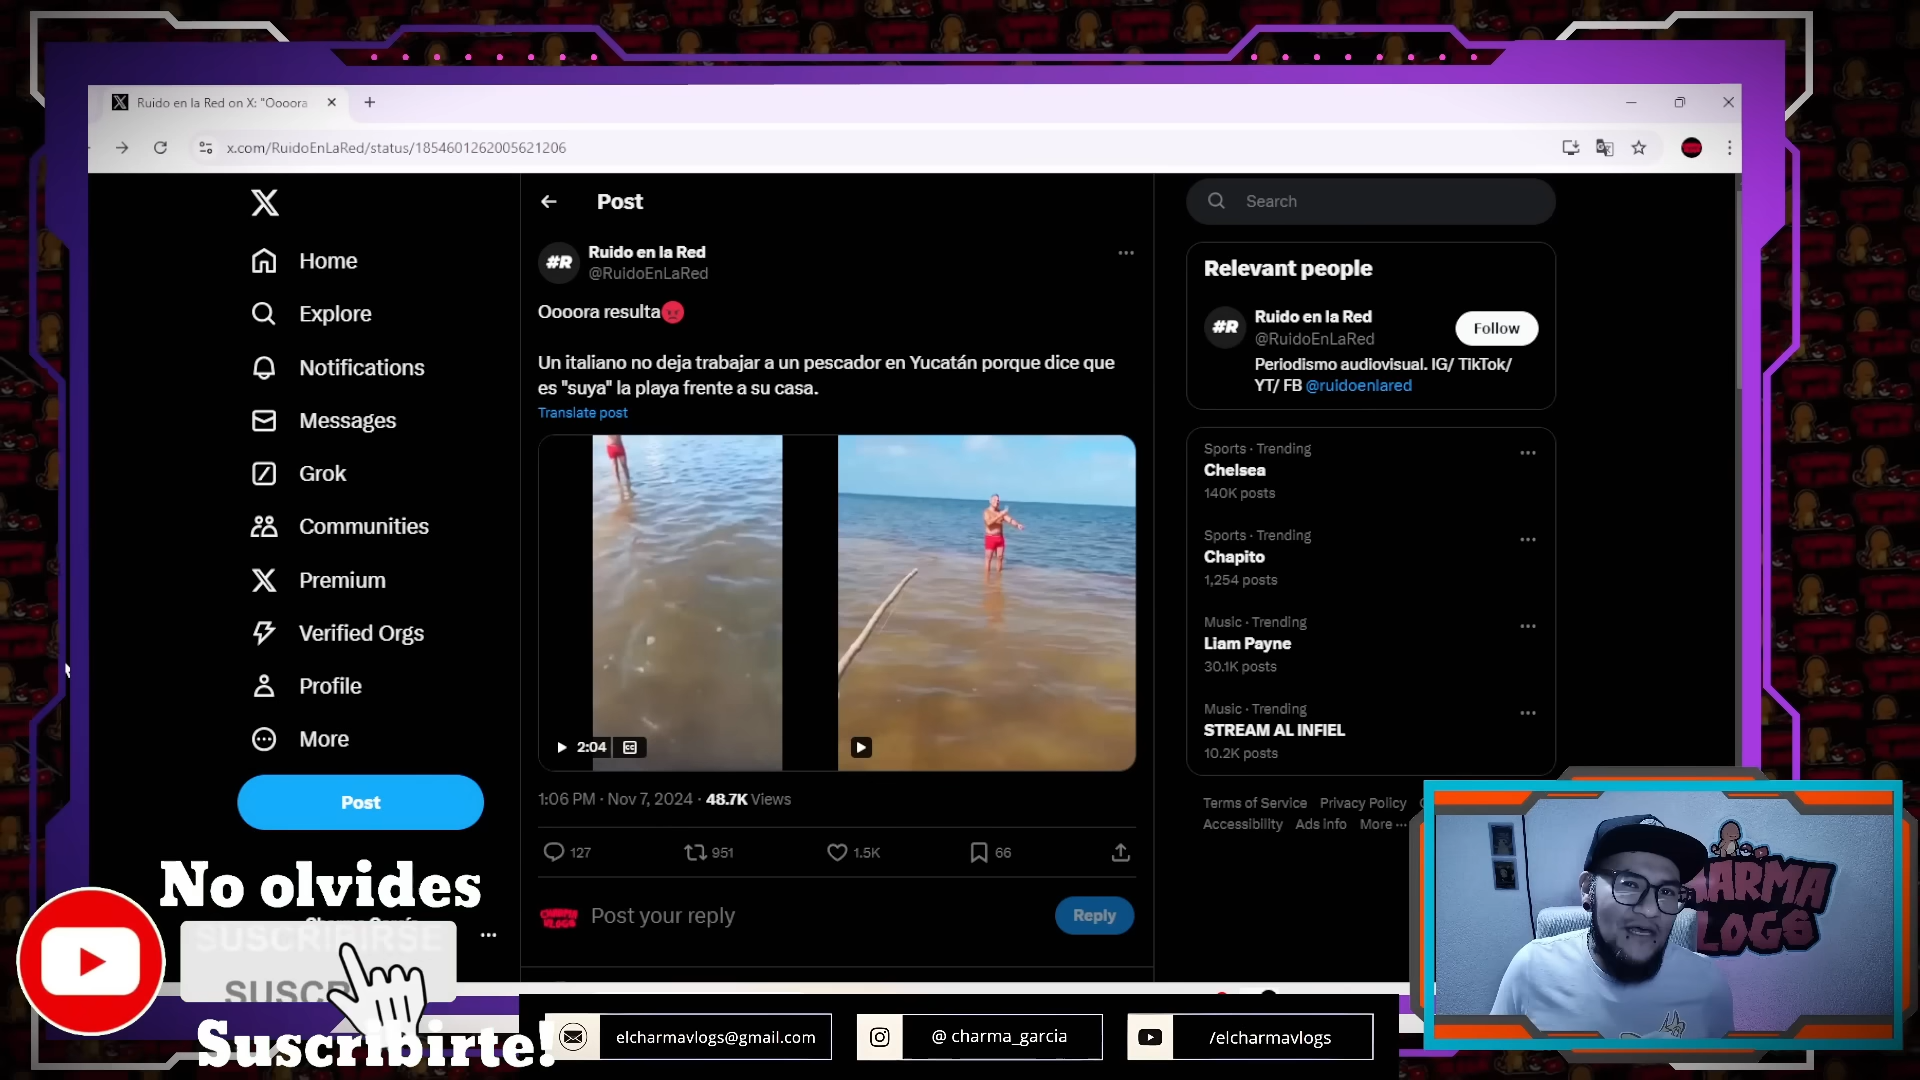 Ruido en la Red on X: "Oooora
x.com/RuidoEnLaRed/status/1854601262005621206
Home
Explore
Notifications
Messages
Grok
Communities
Premium
Verified Orgs
Profile
More
Post
Post
Ruido en la Red
@RuidoEnLaRed
Oooora resulta
Un italiano no deja trabajar a un pescador en Yucatán porque dice que
es "suya" la playa frente a su casa.
Translate post
2:04
CC
1:06 PM · Nov 7, 2024 · 48.7K Views
127
951
1.5K
66
CHARMA
VLOGS
Post your reply
Reply
Search
Relevant people
#R
Ruido en la Red
@RuidoEnLaRed
Follow
Periodismo audiovisual. IG/ TikTok/
YT/ FB @ruidoenlared
Sports · Trending
Chelsea
140K posts
Sports · Trending
Chapito
1,254 posts
Music · Trending
Liam Payne
30.1K posts
Music · Trending
STREAM AL INFIEL
10.2K posts
Terms of Service Privacy Policy
Accessibility Ads info More ...
#R
No olvides
SUSCRIBIRSE
Suscribirte!
elcharmavlogs@gmail.com
@ charma_garcia
/elcharmavlogs
HARMA
LOGS